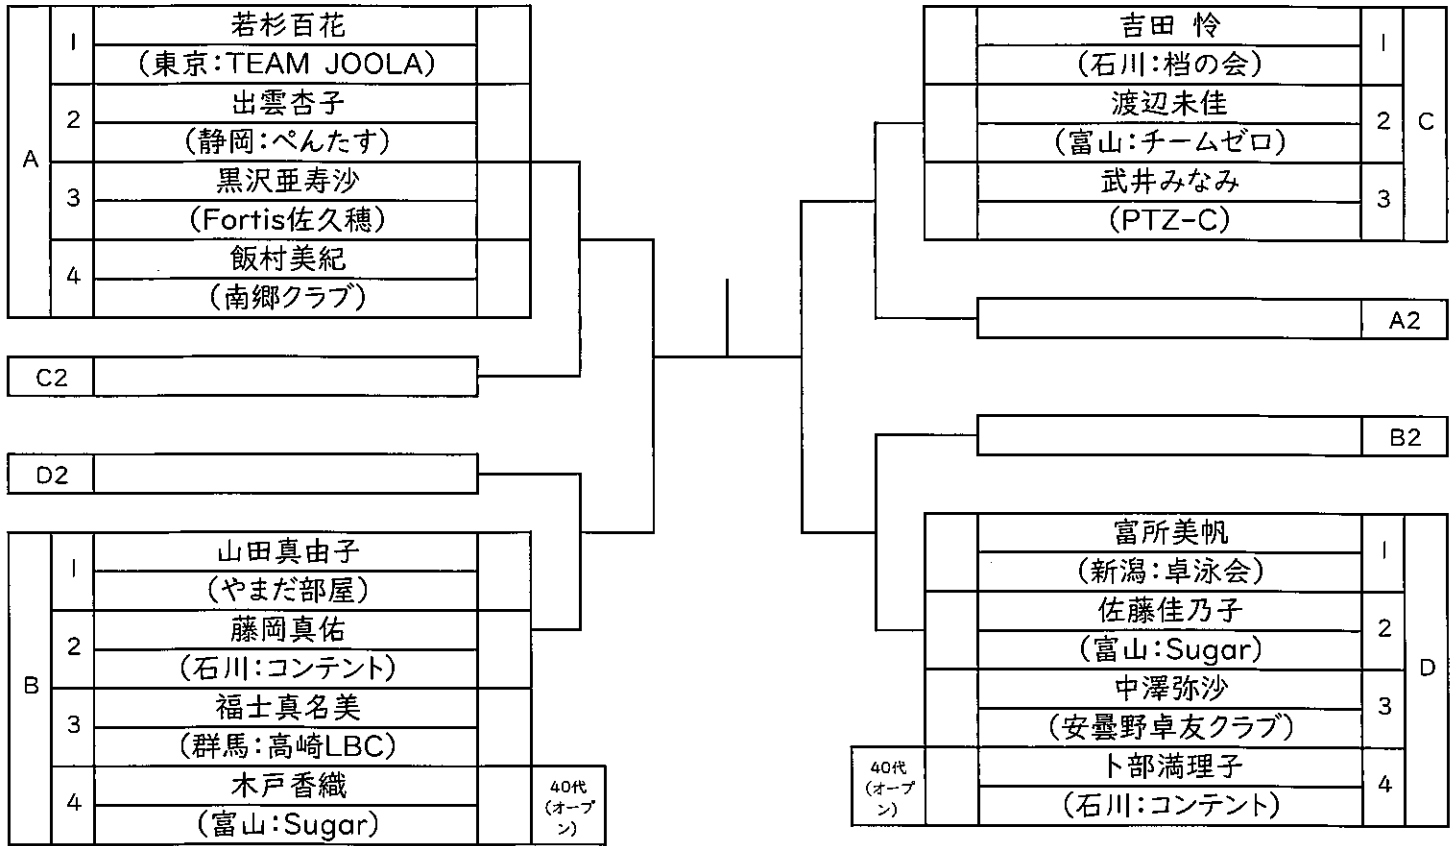 A
1
若杉百花
(東京:TEAM JOOLA)
2
出雲杏子
(静岡:ぺんたす)
3
黒沢亜寿沙
(Fortis佐久穂)
4
飯村美紀
(南郷クラブ)
C2
D2
B
1
山田真由子
(やまだ部屋)
2
藤岡真佑
(石川:コンテント)
3
福士真名美
(群馬:高崎LBC)
4
木戸香織
(富山:Sugar)
40代
(オープ
ン)
吉田 怜
(石川:档の会)
1
渡辺未佳
(富山:チームゼロ)
2
C
武井みなみ
(PTZ-C)
3
A2
B2
富所美帆
(新潟:卓泳会)
1
佐藤佳乃子
(富山:Sugar)
2
D
中澤弥沙
(安曇野卓友クラブ)
3
40代
(オープ
ン)
卜部満理子
(石川:コンテント)
4